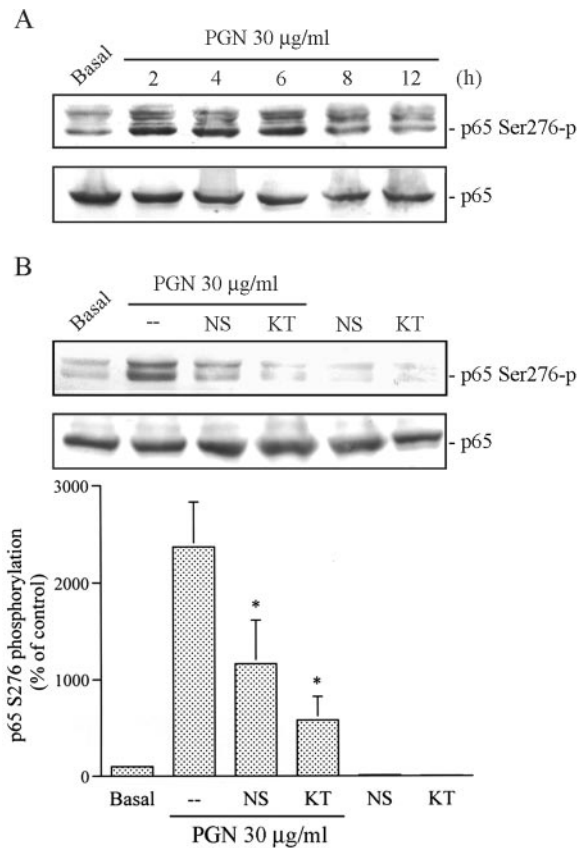 A
PGN 30 µg/ml
Basal 2 4 6 8 12 (h)
- p65 Ser276-p
- p65
B
PGN 30 µg/ml
Basal -- NS KT NS KT
- p65 Ser276-p
- p65
p65 S276 phosphorylation
(% of control)
3000
2000
1000
0
* *
Basal -- NS KT NS KT
PGN 30 µg/ml